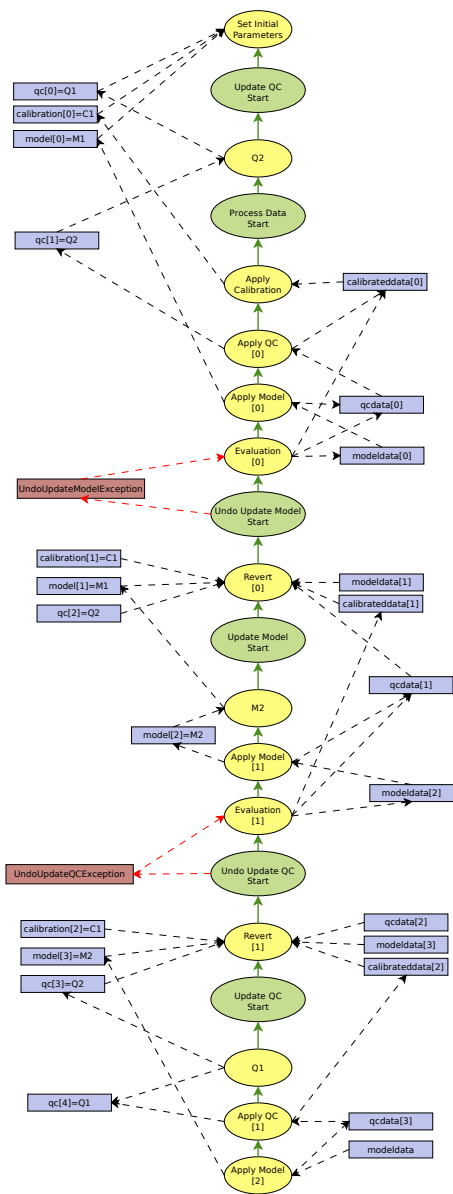 Set Initial
Parameters
qc[0]=Q1
calibration[0]=C1
model[0]=M1
Update QC
Start
Q2
Process Data
Start
qc[1]=Q2
Apply
Calibration
calibrateddata[0]
Apply QC
[0]
Apply Model
[0]
qcdata[0]
Evaluation
[0]
modeldata[0]
UndoUpdateModelException
Undo Update Model
Start
calibration[1]=C1
model[1]=M1
qc[2]=Q2
Revert
[0]
modeldata[1]
calibrateddata[1]
Update Model
Start
qcdata[1]
M2
model[2]=M2
Apply Model
[1]
modeldata[2]
Evaluation
[1]
UndoUpdateQCException
Undo Update QC
Start
calibration[2]=C1
model[3]=M2
qc[3]=Q2
Revert
[1]
qcdata[2]
modeldata[3]
calibrateddata[2]
Update QC
Start
Q1
qc[4]=Q1
Apply QC
[1]
qcdata[3]
modeldata
Apply Model
[2]